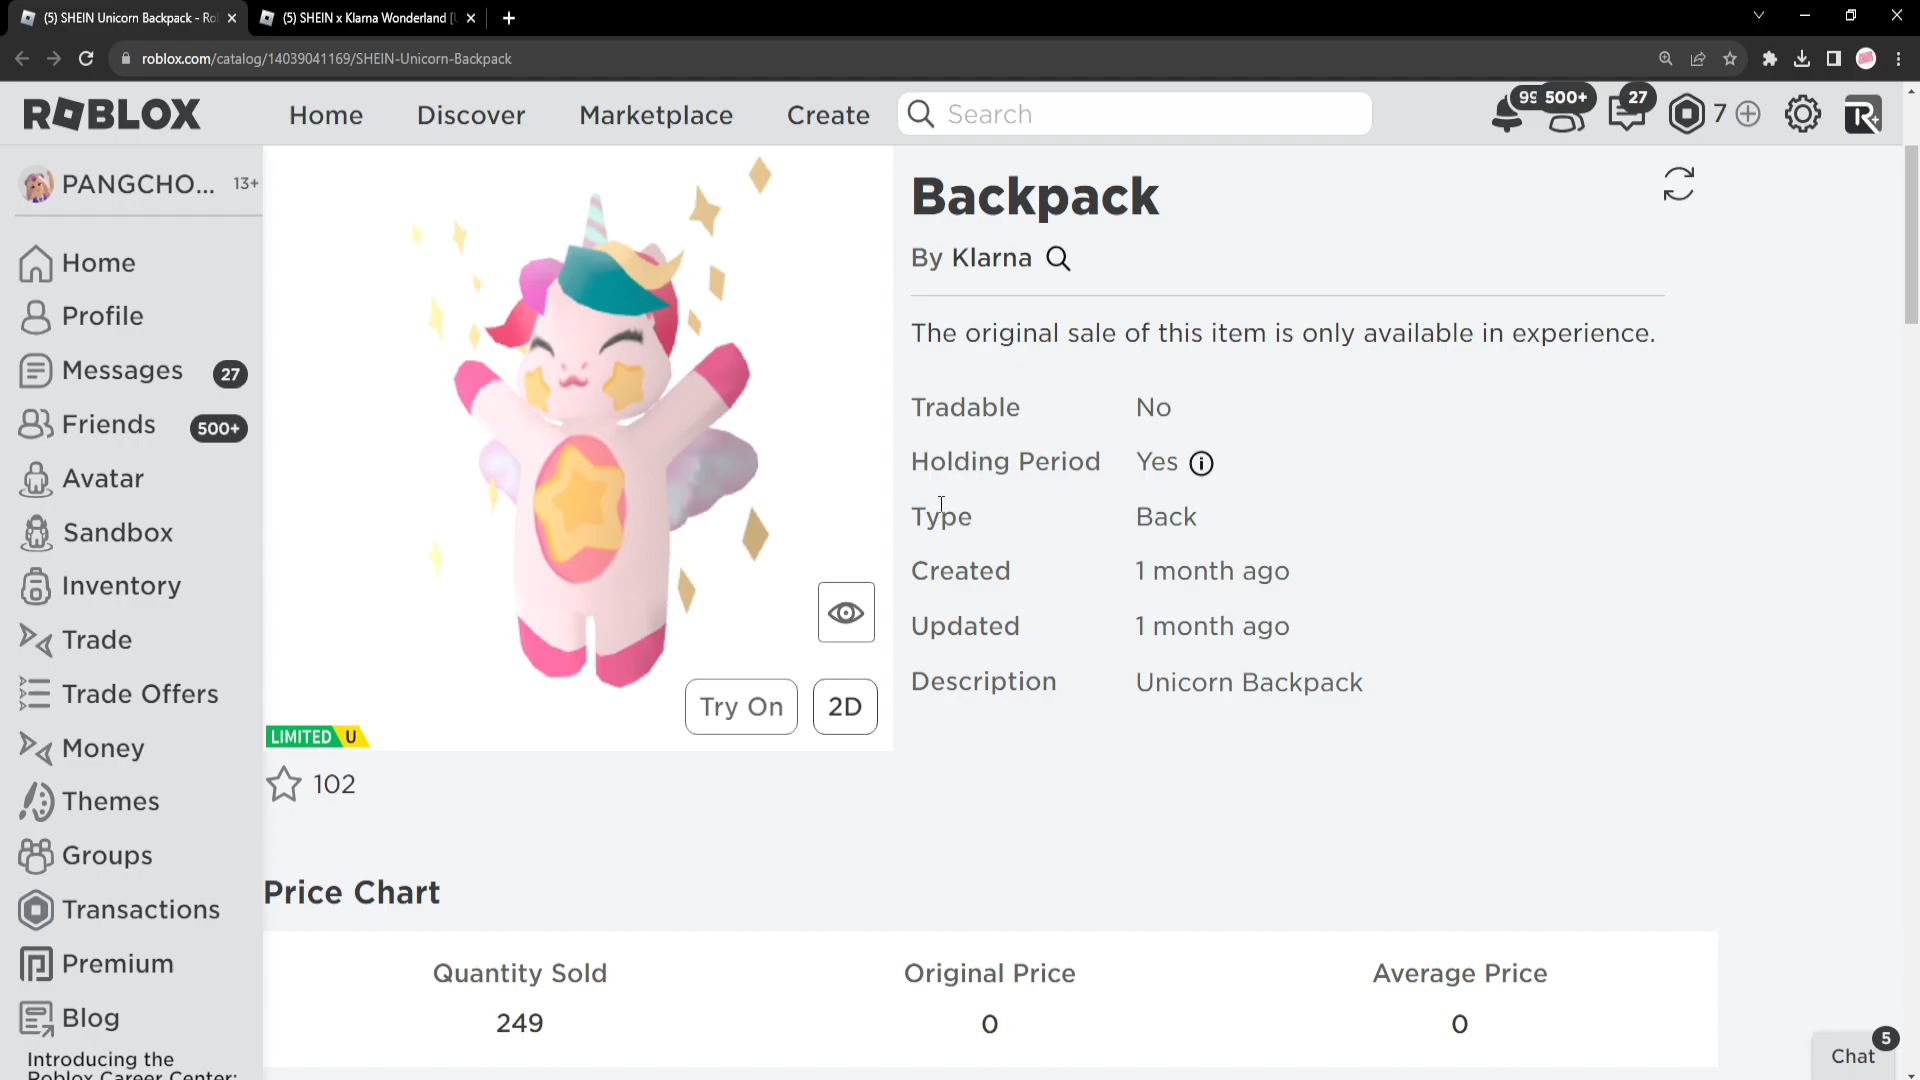 (5) SHEIN Unicorn Backpack - Ro
(5) SHEIN x Klarna Wonderland [
roblox.com/catalog/14039041169/SHEIN-Unicorn-Backpack
ROBLOX
Home
Discover
Marketplace
Create
Search
99
500+
27
7
PANGCHO...
13+
Home
Profile
Messages
27
Friends
500+
Avatar
Sandbox
Inventory
Trade
Trade Offers
Money
Themes
Groups
Transactions
Premium
Blog
Introducing the
Roblox Career Center:
LIMITED U
Try On
2D
102
Backpack
By Klarna
The original sale of this item is only available in experience.
Tradable No
Holding Period Yes
Type Back
Created 1 month ago
Updated 1 month ago
Description Unicorn Backpack
Price Chart
Quantity Sold
249
Original Price
0
Average Price
0
Chat
5